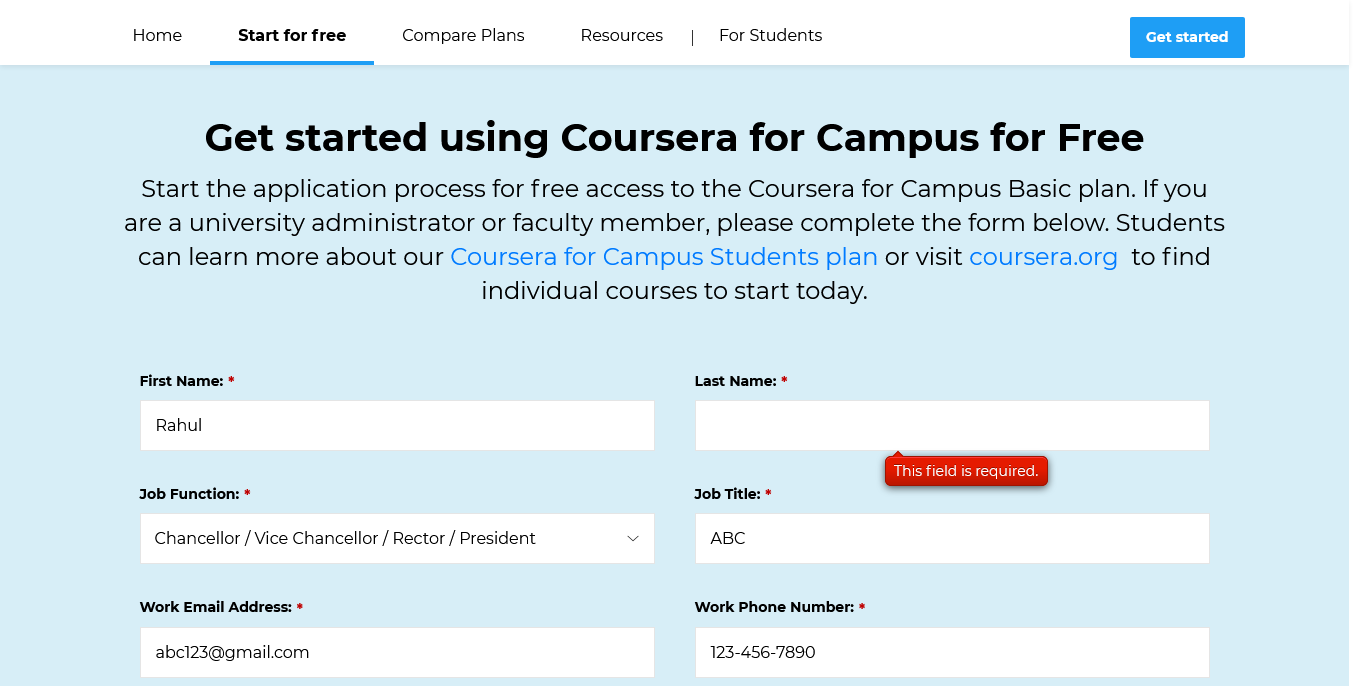 Home Start for free Compare Plans Resources | For Students Get started
Get started using Coursera for Campus for Free
Start the application process for free access to the Coursera for Campus Basic plan. If you
are a university administrator or faculty member, please complete the form below. Students
can learn more about our Coursera for Campus Students plan or visit coursera.org to find
individual courses to start today.
First Name: * Last Name: *
Rahul
This field is required.
Job Function: * Job Title: *
Chancellor / Vice Chancellor / Rector / President ABC
Work Email Address: * Work Phone Number: *
abc123@gmail.com 123-456-7890